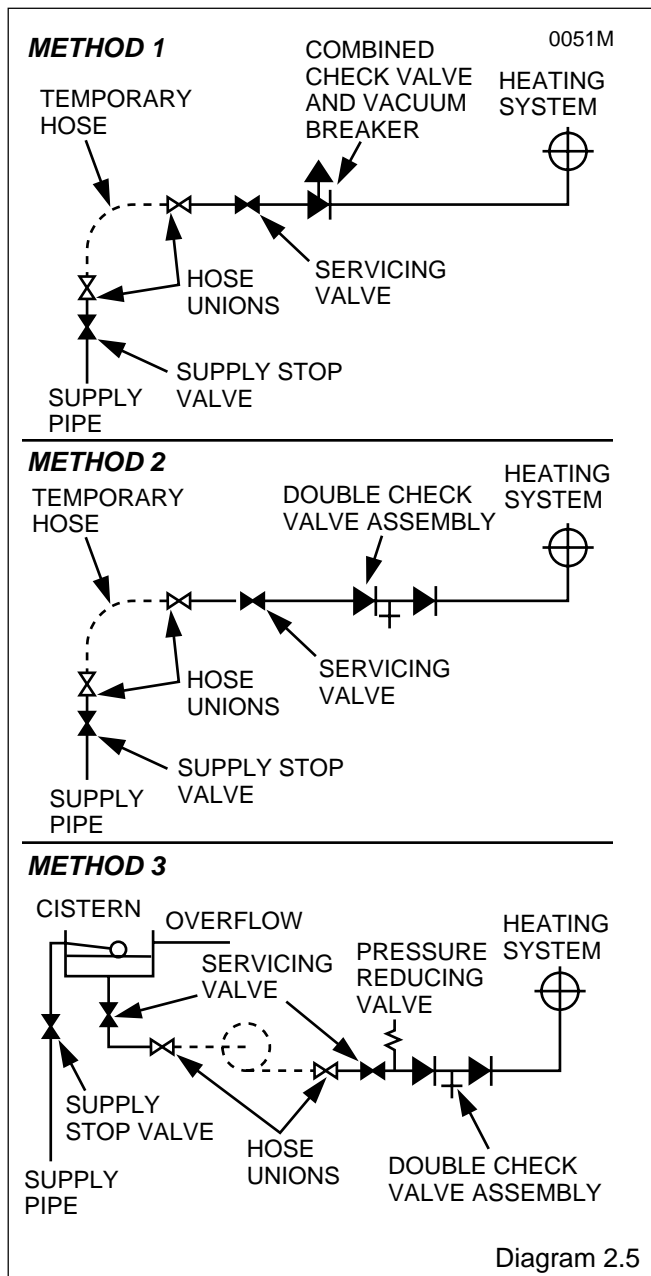 METHOD 1
0051M
COMBINED
CHECK VALVE
AND VACUUM
BREAKER
HEATING
SYSTEM
TEMPORARY
HOSE
HOSE
UNIONS
SERVICING
VALVE
SUPPLY STOP
VALVE
SUPPLY
PIPE
METHOD 2
TEMPORARY
HOSE
DOUBLE CHECK
VALVE ASSEMBLY
HEATING
SYSTEM
HOSE
UNIONS
SERVICING
VALVE
SUPPLY STOP
VALVE
SUPPLY
PIPE
METHOD 3
CISTERN
OVERFLOW
SERVICING
VALVE
PRESSURE
REDUCING
VALVE
HEATING
SYSTEM
SUPPLY
STOP VALVE
HOSE
UNIONS
DOUBLE CHECK
VALVE ASSEMBLY
SUPPLY
PIPE
Diagram 2.5